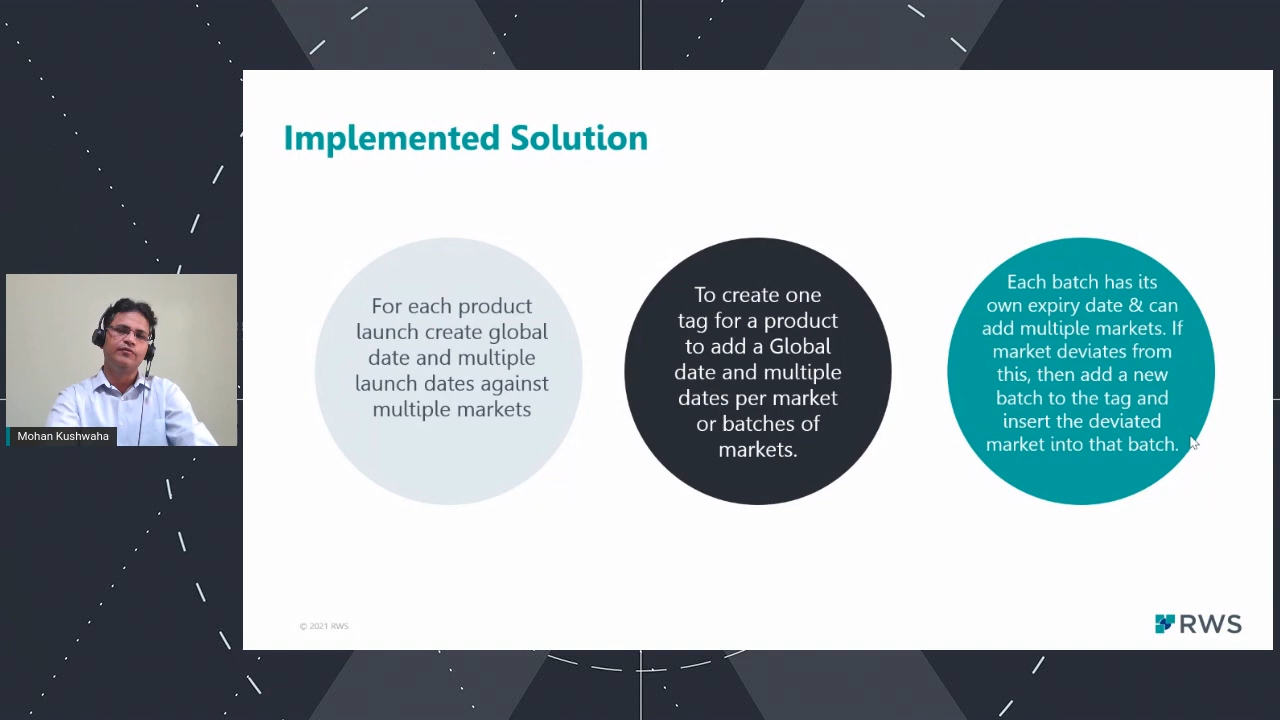 Implemented Solution
For each product
launch create global
date and multiple
launch dates against
multiple markets
To create one
tag for a product
to add a Global
date and multiple
dates per market
or batches of
markets.
Each batch has its
own expiry date & can
add multiple markets. If
market deviates from
this, then add a new
batch to the tag and
insert the deviated
market into that batch.
Mohan Kushwaha
© 2021 RWS
RWS